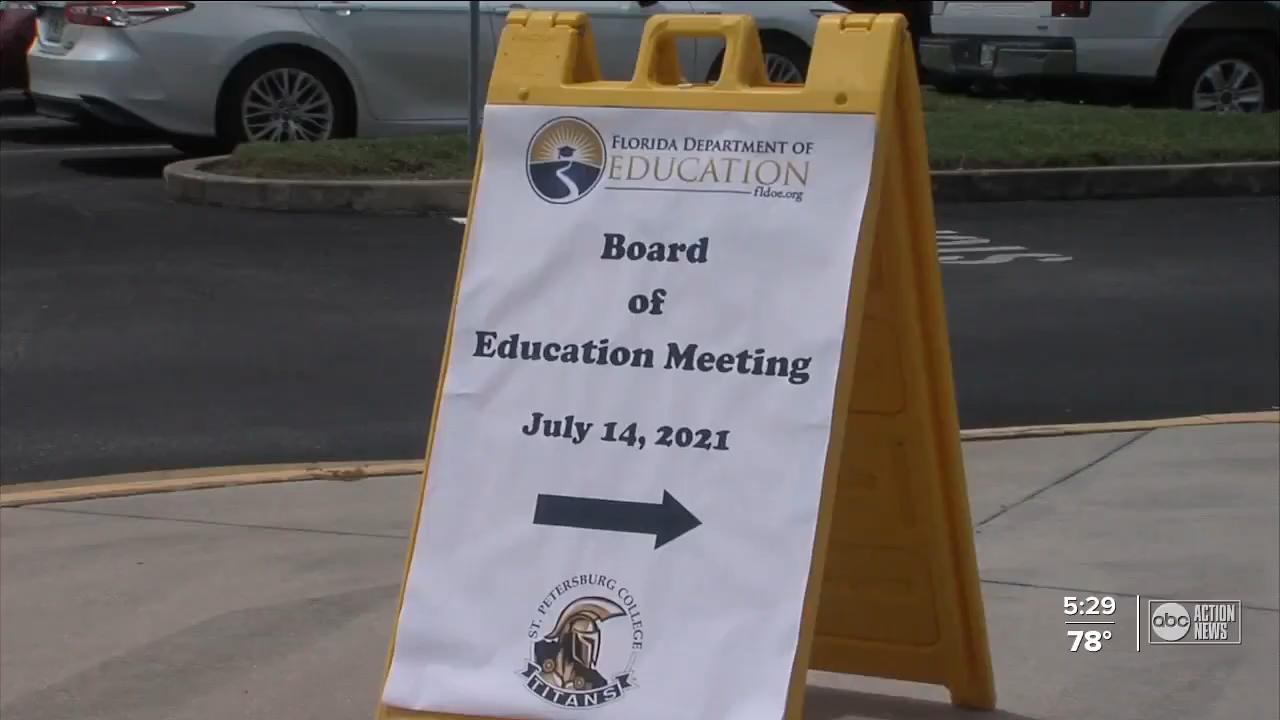 FLORIDA DEPARTMENT OF
EDUCATION
fldoe.org
Board
of
Education Meeting
July 14, 2021
ST. PETERSBURG COLLEGE
TITANS
5:29
78°
abc ACTION
NEWS